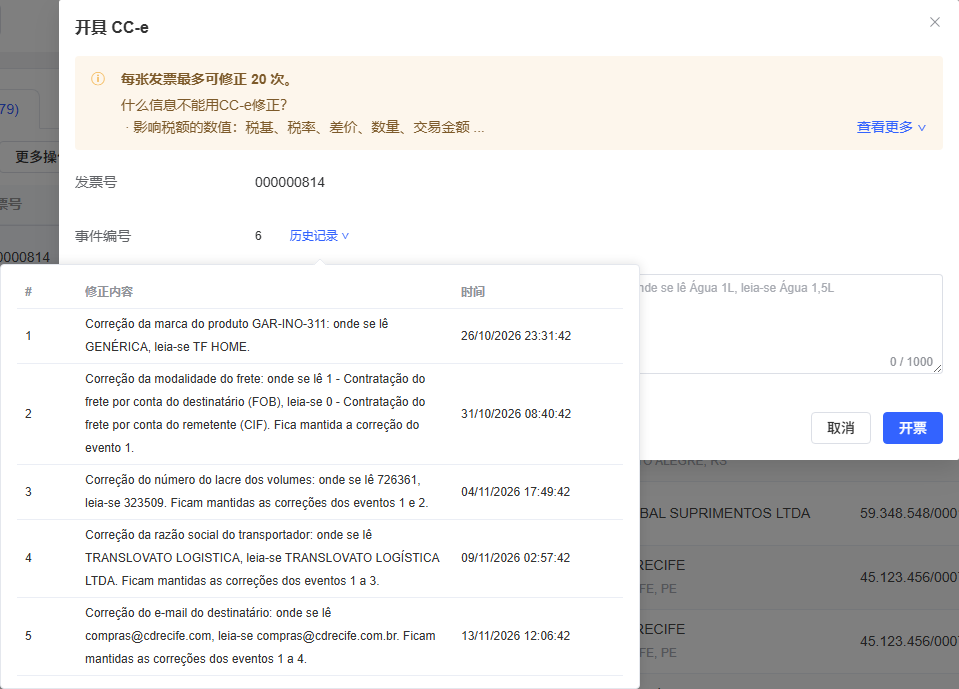 开具 CC-e
每张发票最多可修正 20 次。
什么信息不能用CC-e修正?
· 影响税额的数值：税基、税率、差价、数量、交易金额 ...
查看更多
79)
更多操
票号
0000814
发票号
000000814
事件编号
6
历史记录
nde se lê Água 1L, leia-se Água 1,5L
0 / 1000
取消
开票
#
修正内容
时间
1
Correção da marca do produto GAR-INO-311: onde se lê
GENÉRICA, leia-se TF HOME.
26/10/2026 23:31:42
2
Correção da modalidade do frete: onde se lê 1 - Contratação do
frete por conta do destinatário (FOB), leia-se 0 - Contratação do
frete por conta do remetente (CIF). Fica mantida a correção do
evento 1.
31/10/2026 08:40:42
3
Correção do número do lacre dos volumes: onde se lê 726361,
leia-se 323509. Ficam mantidas as correções dos eventos 1 e 2.
04/11/2026 17:49:42
4
Correção da razão social do transportador: onde se lê
TRANSLOVATO LOGISTICA, leia-se TRANSLOVATO LOGÍSTICA
LTDA. Ficam mantidas as correções dos eventos 1 a 3.
09/11/2026 02:57:42
5
Correção do e-mail do destinatário: onde se lê
compras@cdrecife.com, leia-se compras@cdrecife.com.br. Ficam
mantidas as correções dos eventos 1 a 4.
13/11/2026 12:06:42
O ALEGRE, RS
BAL SUPRIMENTOS LTDA
59.348.548/000
RECIFE
FE, PE
45.123.456/000
RECIFE
FE, PE
45.123.456/000